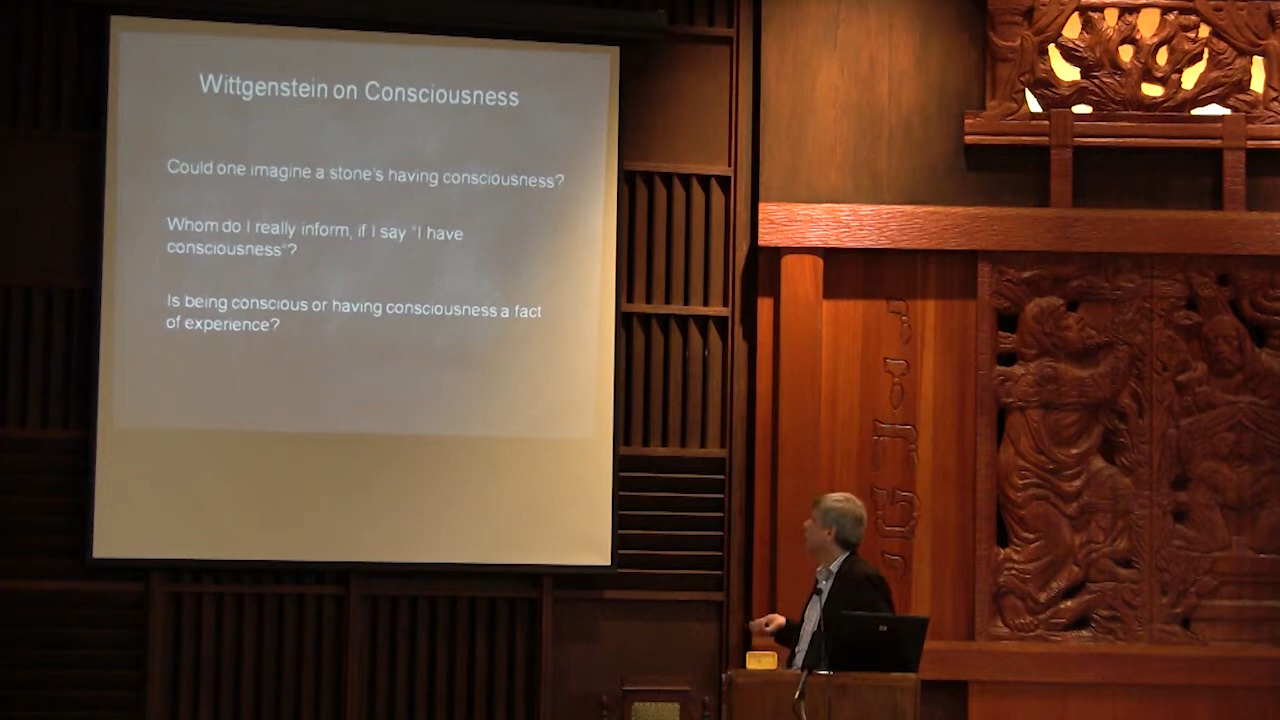 Wittgenstein on Consciousness
Could one imagine a stone's having consciousness?
Whom do I really inform, if I say "I have
consciousness"?
Is being conscious or having consciousness a fact
of experience?